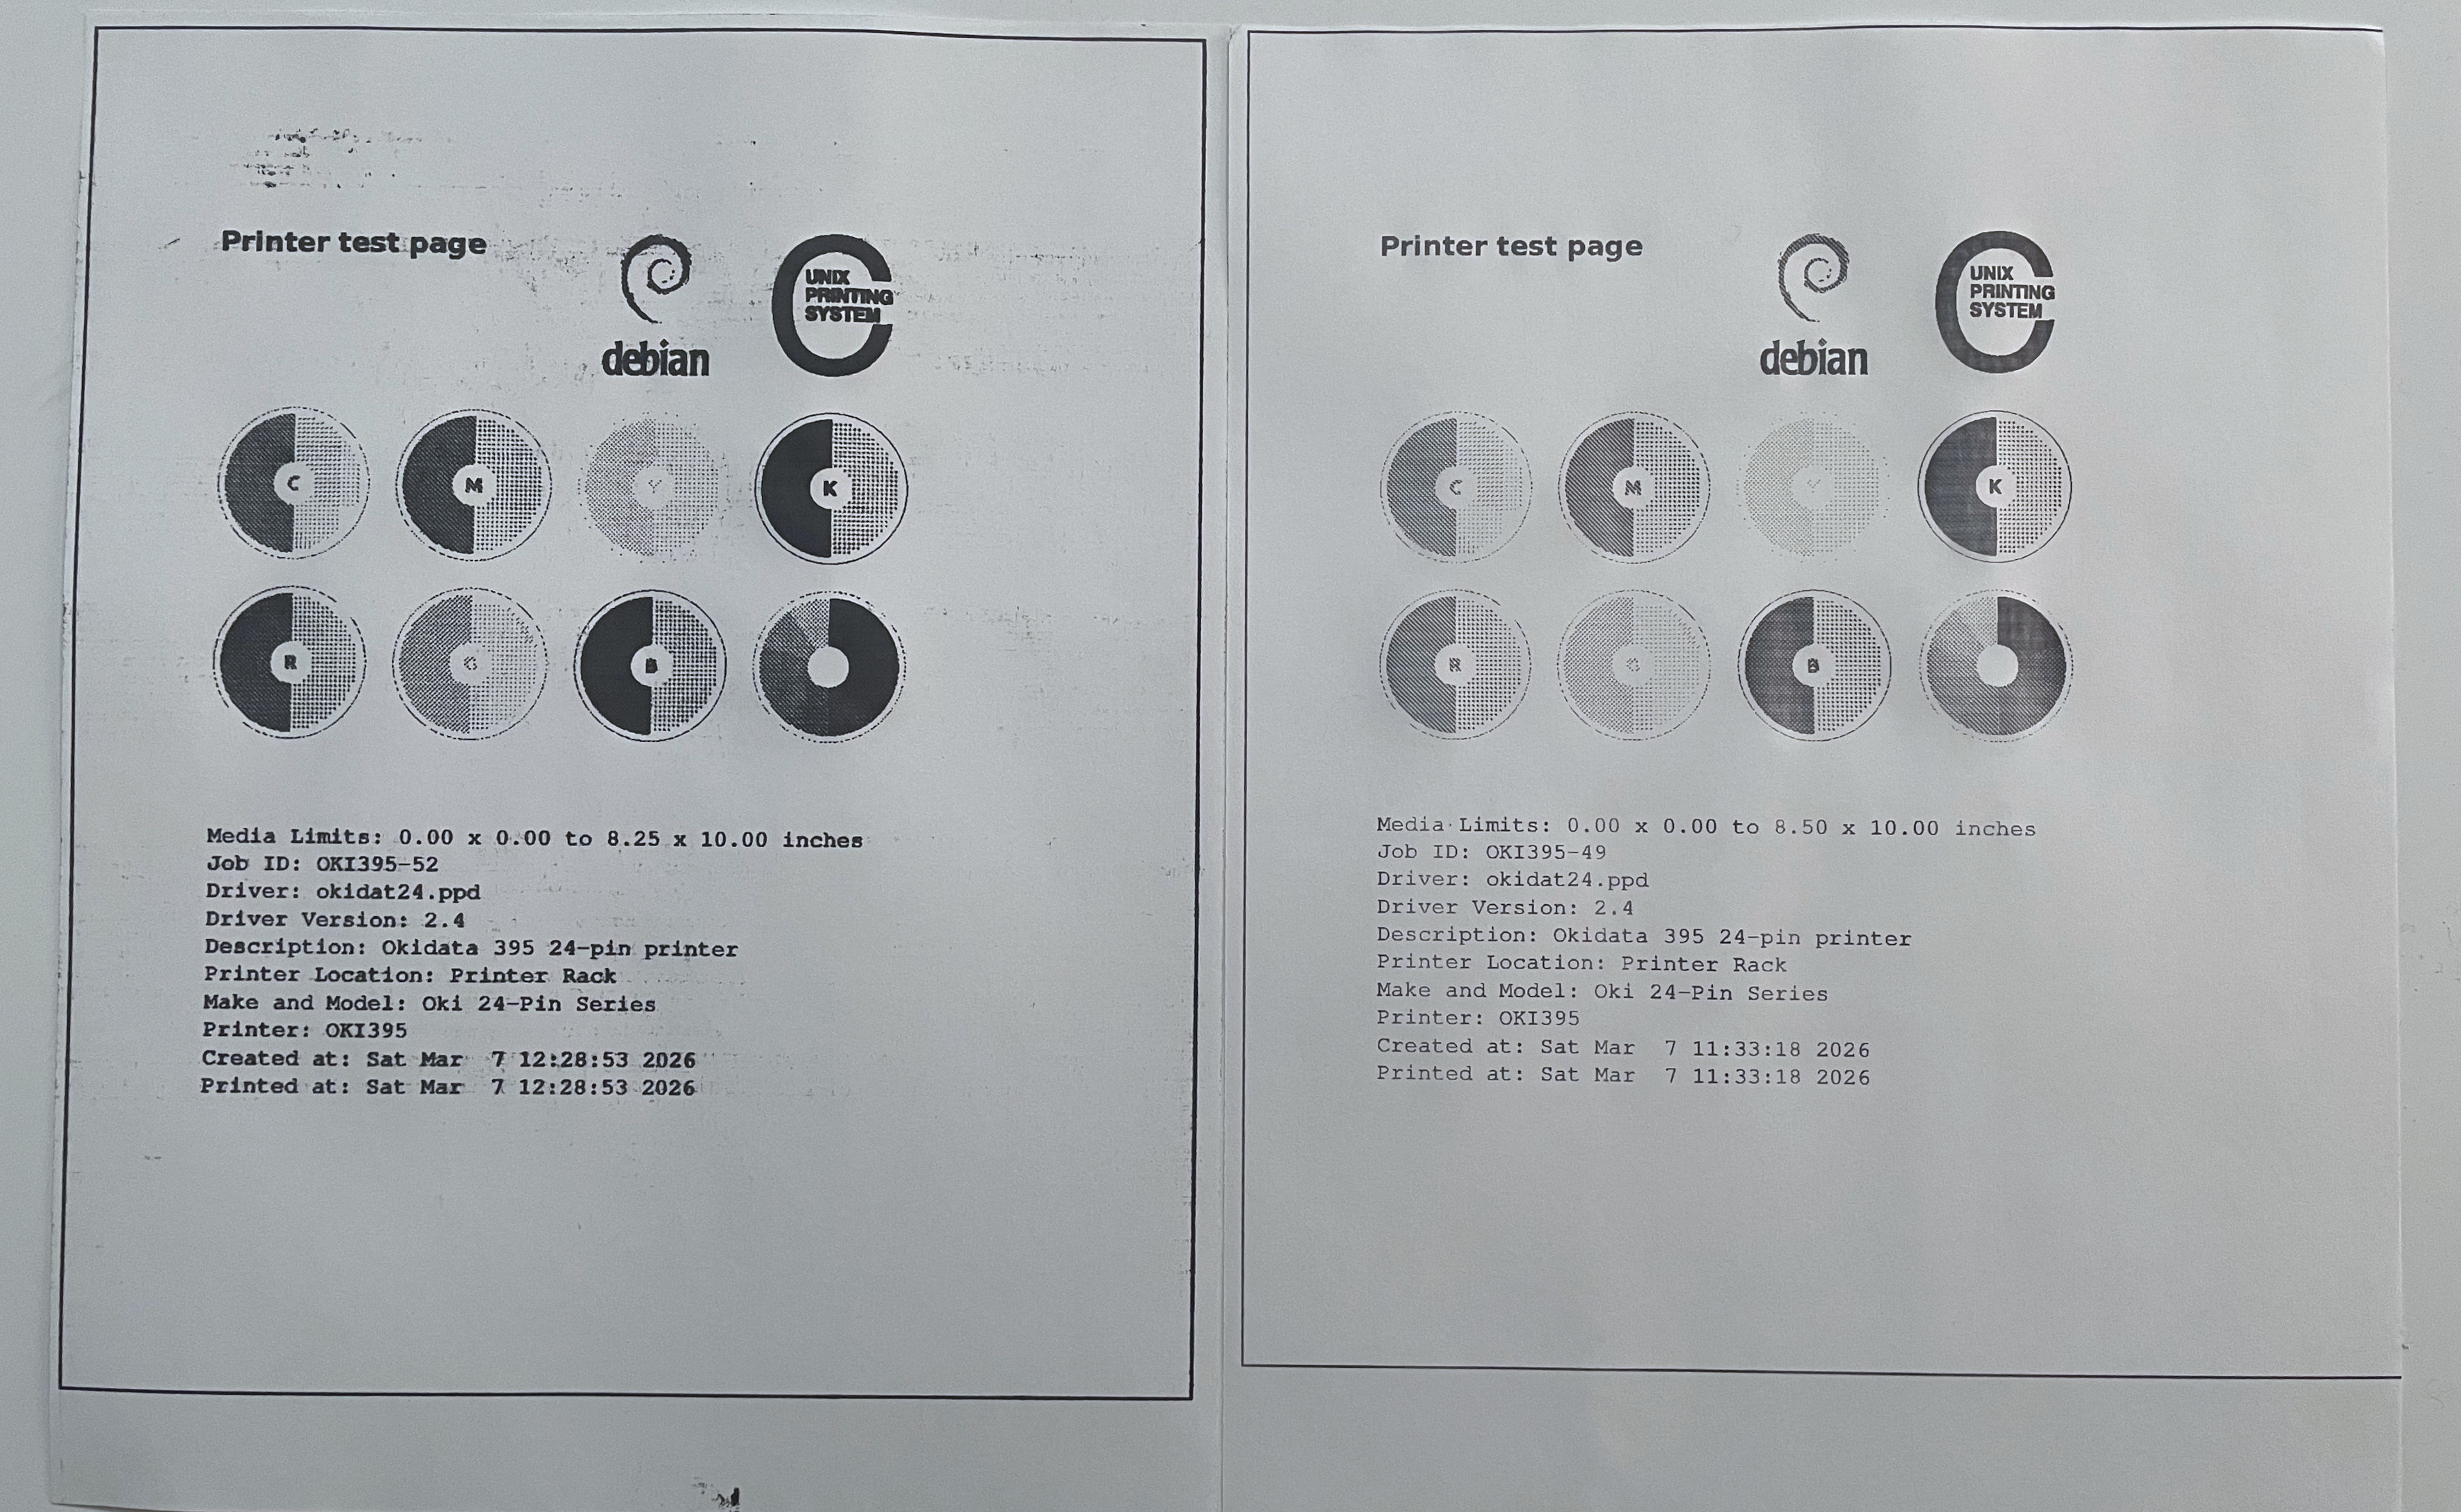 Printer test page
debian
UNIX
PRINTING
SYSTEM
C
M
Y
K
R
G
B
Media Limits: 0.00 x 0.00 to 8.25 x 10.00 inches
Job ID: OKI395-52
Driver: okidat24.ppd
Driver Version: 2.4
Description: Okidata 395 24-pin printer
Printer Location: Printer Rack
Make and Model: Oki 24-Pin Series
Printer: OKI395
Created at: Sat Mar  7 12:28:53 2026
Printed at: Sat Mar  7 12:28:53 2026
Printer test page
debian
UNIX
PRINTING
SYSTEM
C
M
Y
K
R
G
B
Media Limits: 0.00 x 0.00 to 8.50 x 10.00 inches
Job ID: OKI395-49
Driver: okidat24.ppd
Driver Version: 2.4
Description: Okidata 395 24-pin printer
Printer Location: Printer Rack
Make and Model: Oki 24-Pin Series
Printer: OKI395
Created at: Sat Mar  7 11:33:18 2026
Printed at: Sat Mar  7 11:33:18 2026